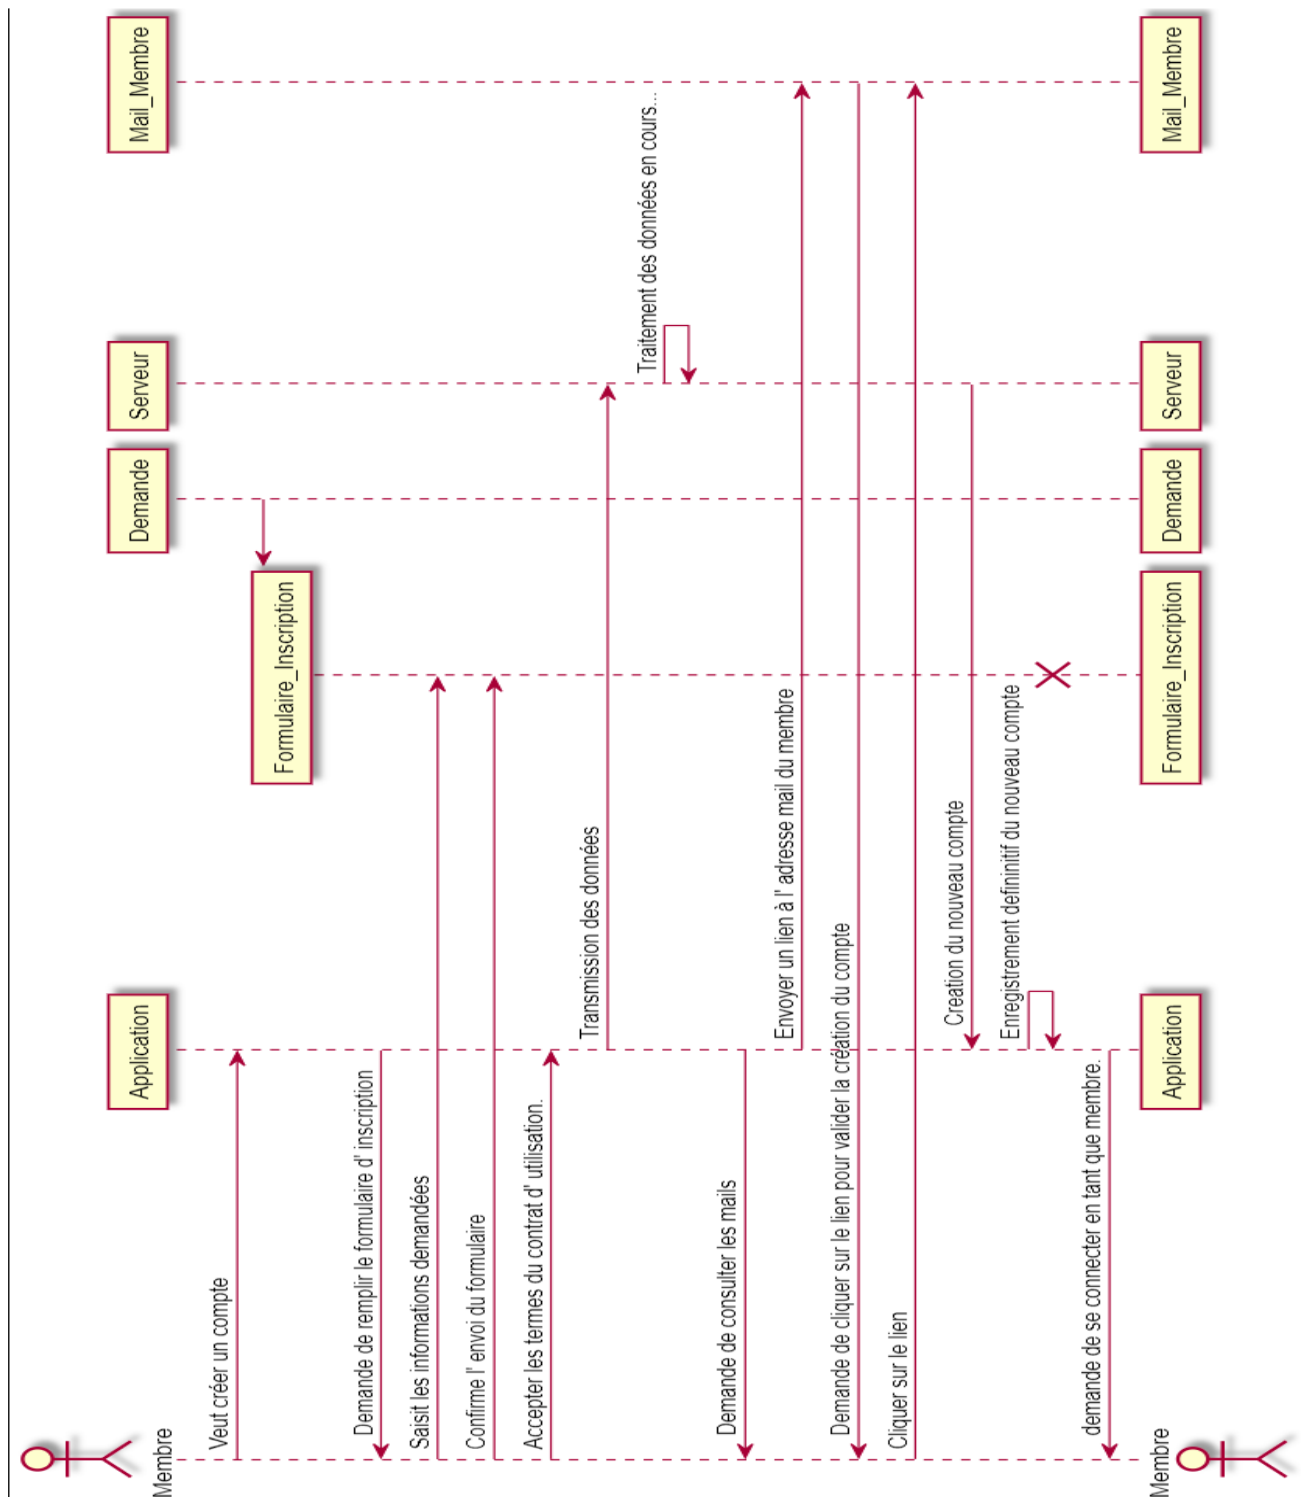 Membre
Application
Formulaire_Inscription
Demande
Serveur
Mail_Membre
Veut créer un compte
Demande de remplir le formulaire d' inscription
Saisit les informations demandées
Confirme l' envoi du formulaire
Accepter les termes du contrat d' utilisation.
Transmission des données
Traitement des données en cours...
Demande de consulter les mails
Envoyer un lien à l' adresse mail du membre
Demande de cliquer sur le lien pour valider la création du compte
Cliquer sur le lien
Creation du nouveau compte
Enregistrement defininitif du nouveau compte
demande de se connecter en tant que membre.
Membre
Application
Formulaire_Inscription
Demande
Serveur
Mail_Membre